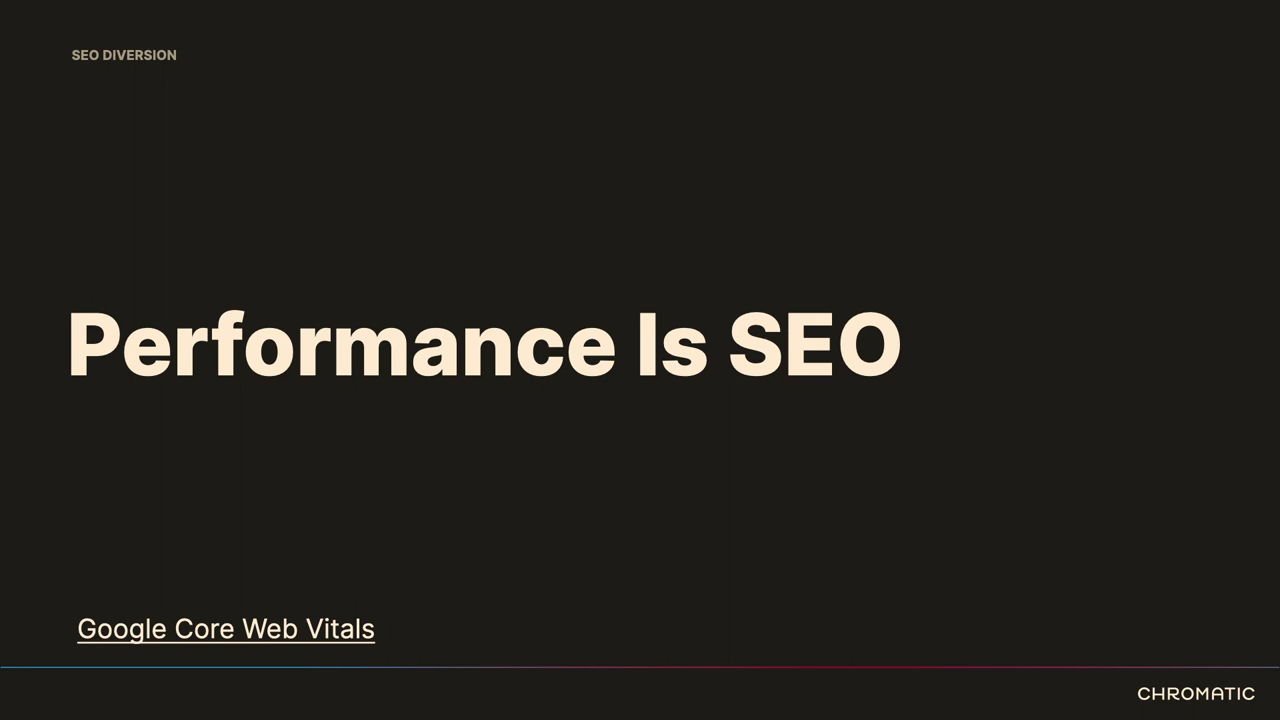 SEO DIVERSION
Performance Is SEO
Google Core Web Vitals
CHROMATIC